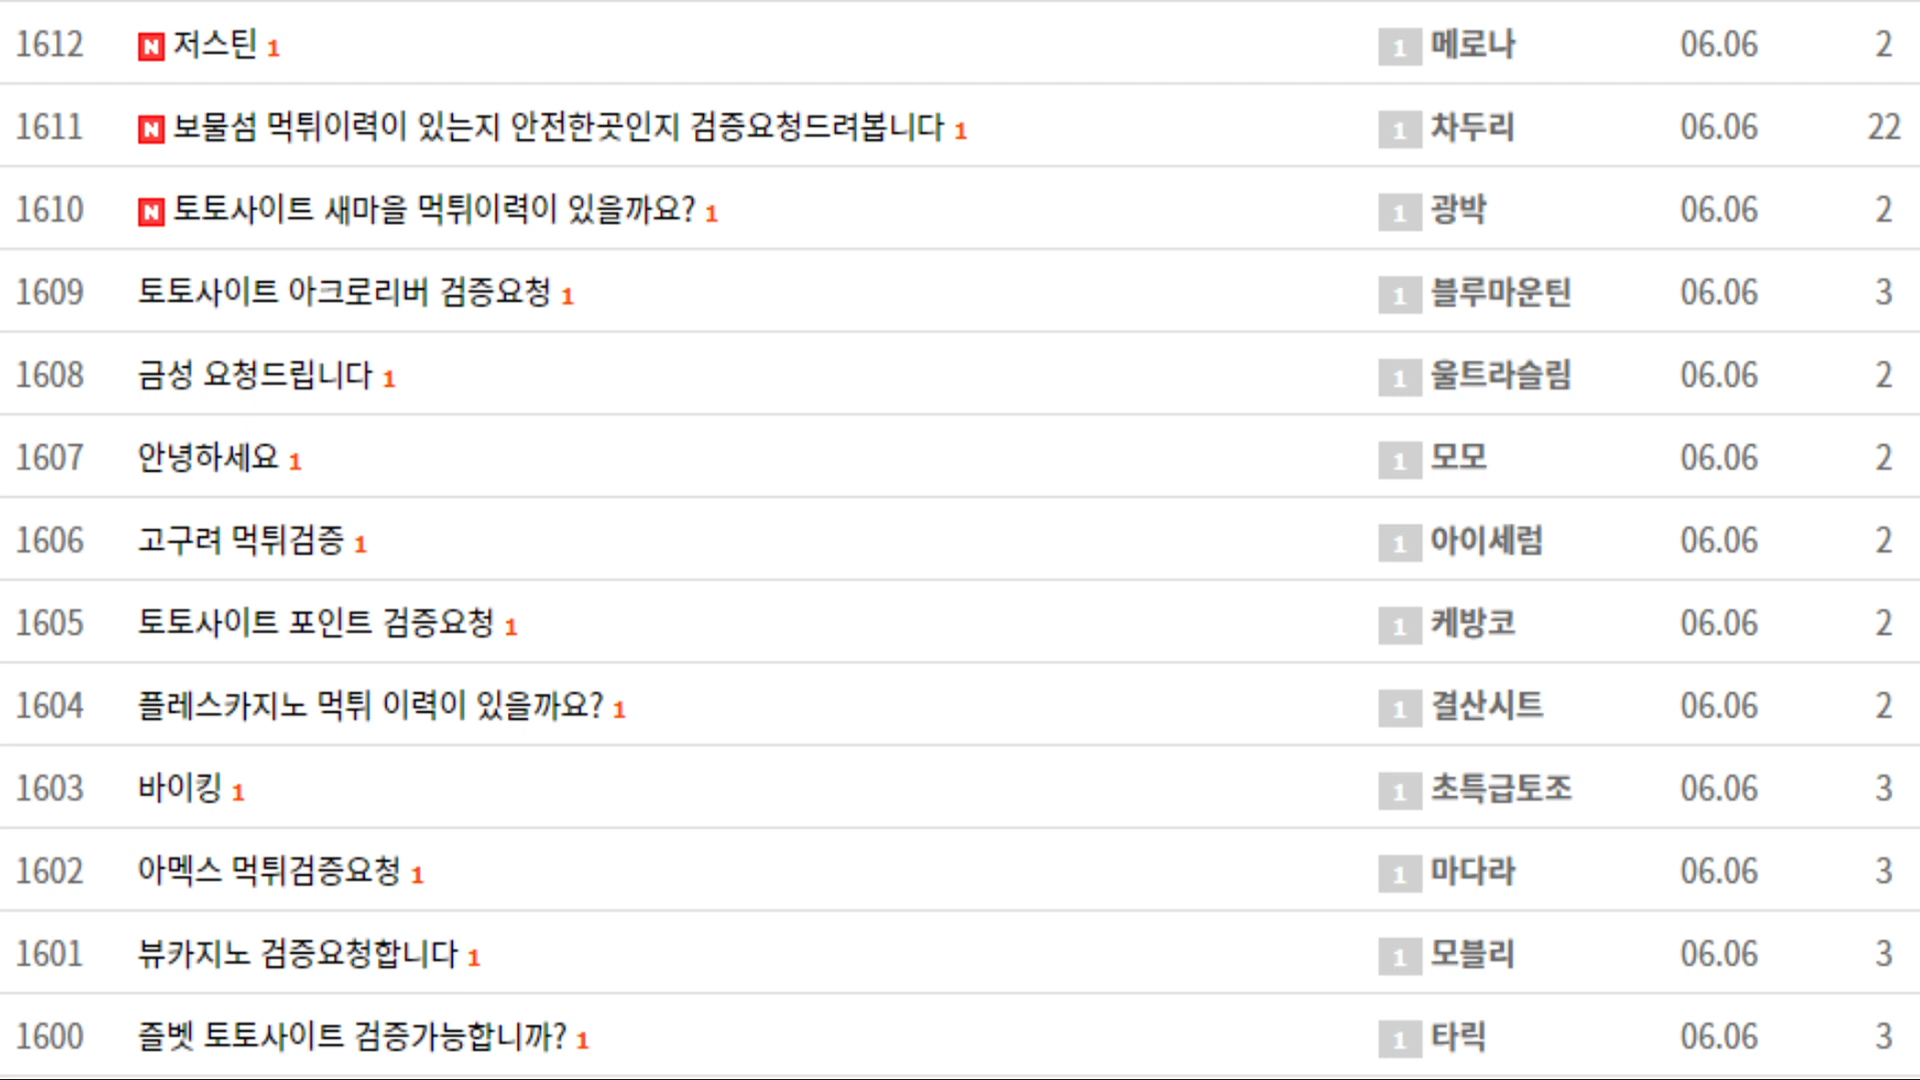 1612 N 저스틴 1 1 메로나 06.06 2
1611 N 보물섬 먹튀이력이 있는지 안전한곳인지 검증요청드려봅니다 1 1 차두리 06.06 22
1610 N 토토사이트 새마을 먹튀이력이 있을까요? 1 1 광박 06.06 2
1609 토토사이트 아크로리버 검증요청 1 1 블루마운틴 06.06 3
1608 금성 요청드립니다 1 1 울트라슬림 06.06 2
1607 안녕하세요 1 1 모모 06.06 2
1606 고구려 먹튀검증 1 1 아이세럼 06.06 2
1605 토토사이트 포인트 검증요청 1 1 케방코 06.06 2
1604 플레스카지노 먹튀 이력이 있을까요? 1 1 결산시트 06.06 2
1603 바이킹 1 1 초특급토조 06.06 3
1602 아멕스 먹튀검증요청 1 1 마다라 06.06 3
1601 뷰카지노 검증요청합니다 1 1 모블리 06.06 3
1600 즐벳 토토사이트 검증가능합니까? 1 1 타릭 06.06 3